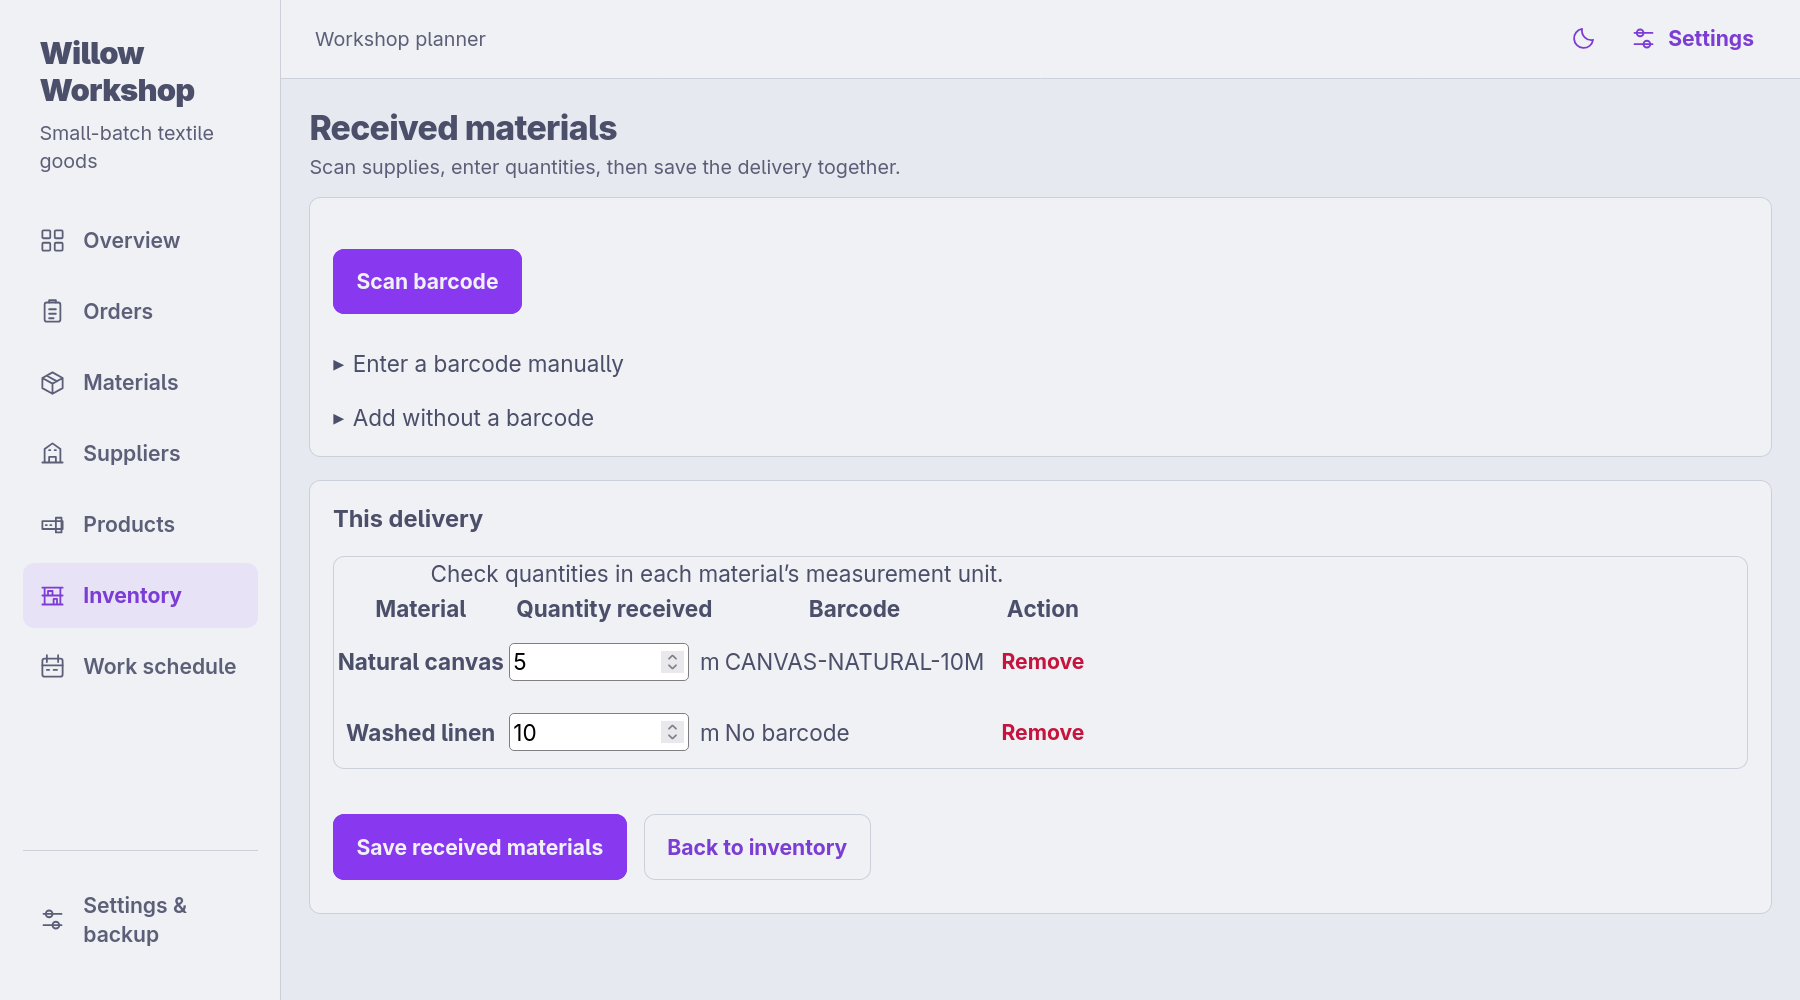 Willow
Workshop
Small-batch textile
goods
Overview
Orders
Materials
Suppliers
Products
Inventory
Work schedule
Settings &
backup
Workshop planner
Settings
Received materials
Scan supplies, enter quantities, then save the delivery together.
Scan barcode
Enter a barcode manually
Add without a barcode
This delivery
Check quantities in each material’s measurement unit.
Material Quantity received Barcode Action
Natural canvas 5 m CANVAS-NATURAL-10M Remove
Washed linen 10 m No barcode Remove
Save received materials Back to inventory